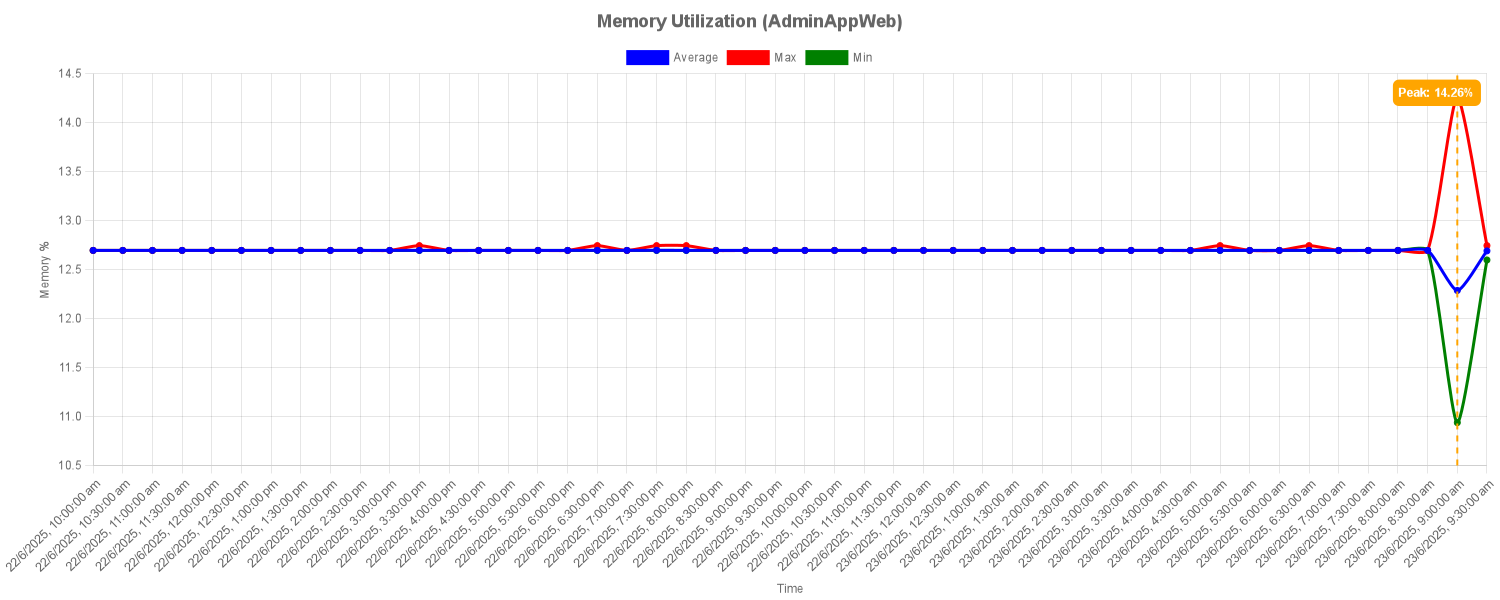 Memory Utilization (AdminAppWeb)
Average Max Min
14.5
14.0
13.5
13.0
12.5
12.0
11.5
11.0
10.5
Memory %
Peak: 14.26%
22/6/2025, 10:00:00 am
22/6/2025, 10:30:00 am
22/6/2025, 11:00:00 am
22/6/2025, 11:30:00 am
22/6/2025, 12:00:00 pm
22/6/2025, 12:30:00 pm
22/6/2025, 1:00:00 pm
22/6/2025, 1:30:00 pm
22/6/2025, 2:00:00 pm
22/6/2025, 2:30:00 pm
22/6/2025, 3:00:00 pm
22/6/2025, 3:30:00 pm
22/6/2025, 4:00:00 pm
22/6/2025, 4:30:00 pm
22/6/2025, 5:00:00 pm
22/6/2025, 5:30:00 pm
22/6/2025, 6:00:00 pm
22/6/2025, 6:30:00 pm
22/6/2025, 7:00:00 pm
22/6/2025, 7:30:00 pm
22/6/2025, 8:00:00 pm
22/6/2025, 8:30:00 pm
22/6/2025, 9:00:00 pm
22/6/2025, 9:30:00 pm
22/6/2025, 10:00:00 pm
22/6/2025, 10:30:00 pm
22/6/2025, 11:00:00 pm
22/6/2025, 11:30:00 pm
23/6/2025, 12:00:00 am
23/6/2025, 12:30:00 am
23/6/2025, 1:00:00 am
23/6/2025, 1:30:00 am
23/6/2025, 2:00:00 am
23/6/2025, 2:30:00 am
23/6/2025, 3:00:00 am
23/6/2025, 3:30:00 am
23/6/2025, 4:00:00 am
23/6/2025, 4:30:00 am
23/6/2025, 5:00:00 am
23/6/2025, 5:30:00 am
23/6/2025, 6:00:00 am
23/6/2025, 6:30:00 am
23/6/2025, 7:00:00 am
23/6/2025, 7:30:00 am
23/6/2025, 8:00:00 am
23/6/2025, 8:30:00 am
23/6/2025, 9:00:00 am
23/6/2025, 9:30:00 am
Time